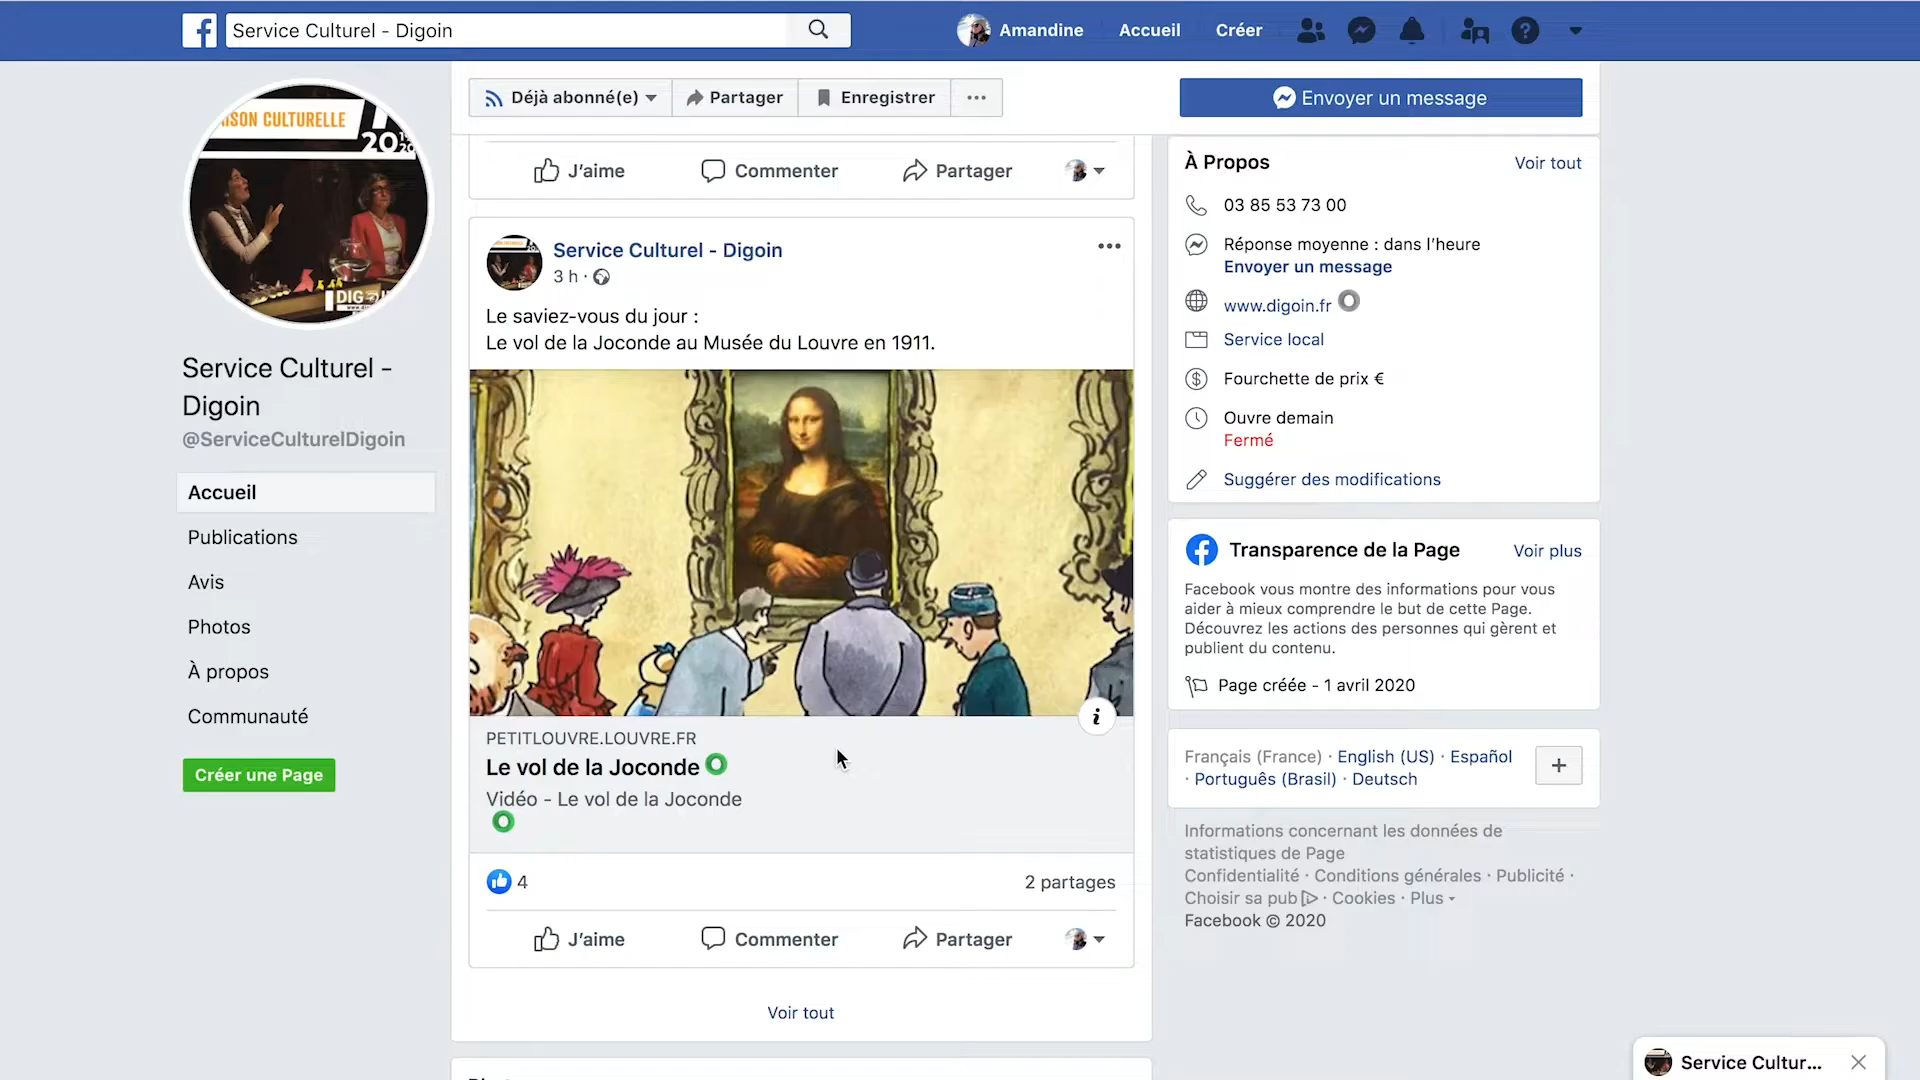 Service Culturel - Digoin
Amandine
Accueil
Créer
ISON CULTURELLE
DIG
Service Culturel -
Digoin
@ServiceCulturelDigoin
Accueil
Publications
Avis
Photos
À propos
Communauté
Créer une Page
Déjà abonné(e)
Partager
Enregistrer
Envoyer un message
J'aime
Commenter
Partager
Service Culturel - Digoin
3 h ·
Le saviez-vous du jour :
Le vol de la Joconde au Musée du Louvre en 1911.
PETITLOUVRE.LOUVRE.FR
Le vol de la Joconde
Vidéo - Le vol de la Joconde
4
2 partages
J'aime
Commenter
Partager
Voir tout
À Propos
Voir tout
03 85 53 73 00
Réponse moyenne : dans l'heure
Envoyer un message
www.digoin.fr
Service local
Fourchette de prix €
Ouvre demain
Fermé
Suggérer des modifications
Transparence de la Page
Voir plus
Facebook vous montre des informations pour vous
aider à mieux comprendre le but de cette Page.
Découvrez les actions des personnes qui gèrent et
publient du contenu.
Page créée - 1 avril 2020
Français (France) · English (US) · Español
· Português (Brasil) · Deutsch
Informations concernant les données de
statistiques de Page
Confidentialité · Conditions générales · Publicité ·
Choisir sa pub · Cookies · Plus
Facebook © 2020
Service Cultur...